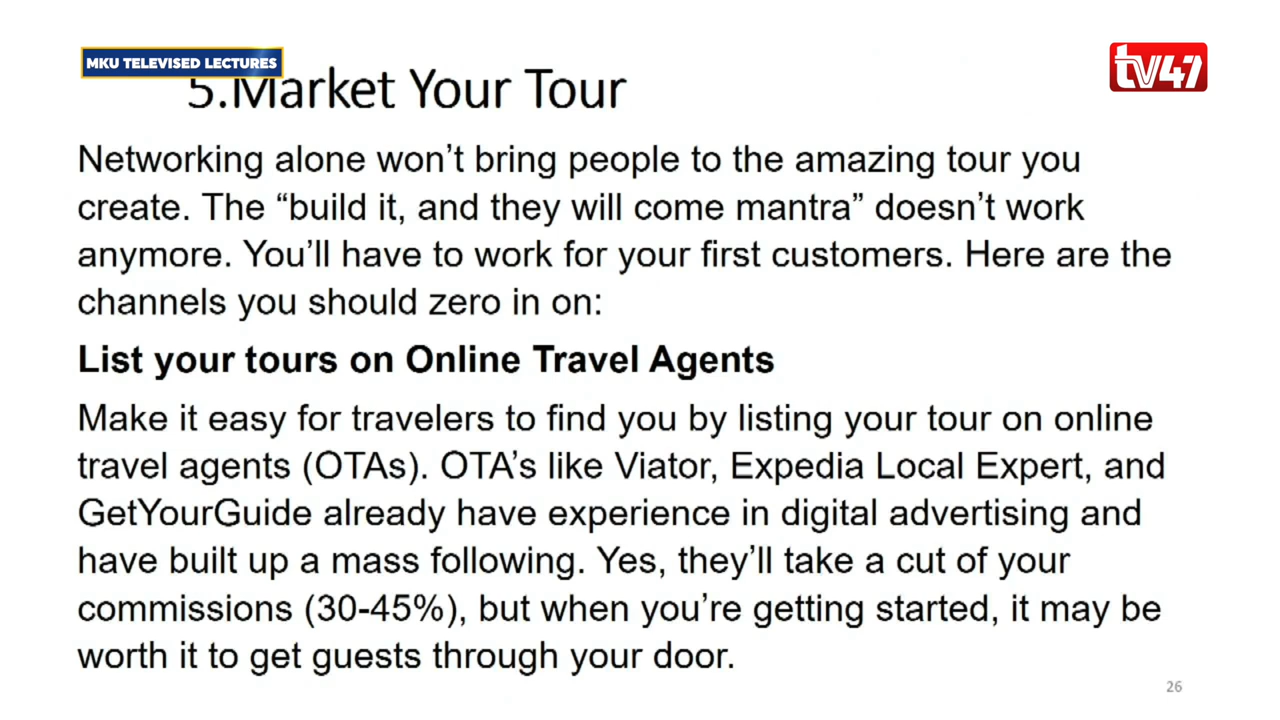 MKU TELEVISED LECTURES
tv47
5.Market Your Tour
Networking alone won’t bring people to the amazing tour you
create. The “build it, and they will come mantra” doesn’t work
anymore. You’ll have to work for your first customers. Here are the
channels you should zero in on:
List your tours on Online Travel Agents
Make it easy for travelers to find you by listing your tour on online
travel agents (OTAs). OTA’s like Viator, Expedia Local Expert, and
GetYourGuide already have experience in digital advertising and
have built up a mass following. Yes, they’ll take a cut of your
commissions (30-45%), but when you’re getting started, it may be
worth it to get guests through your door.
26